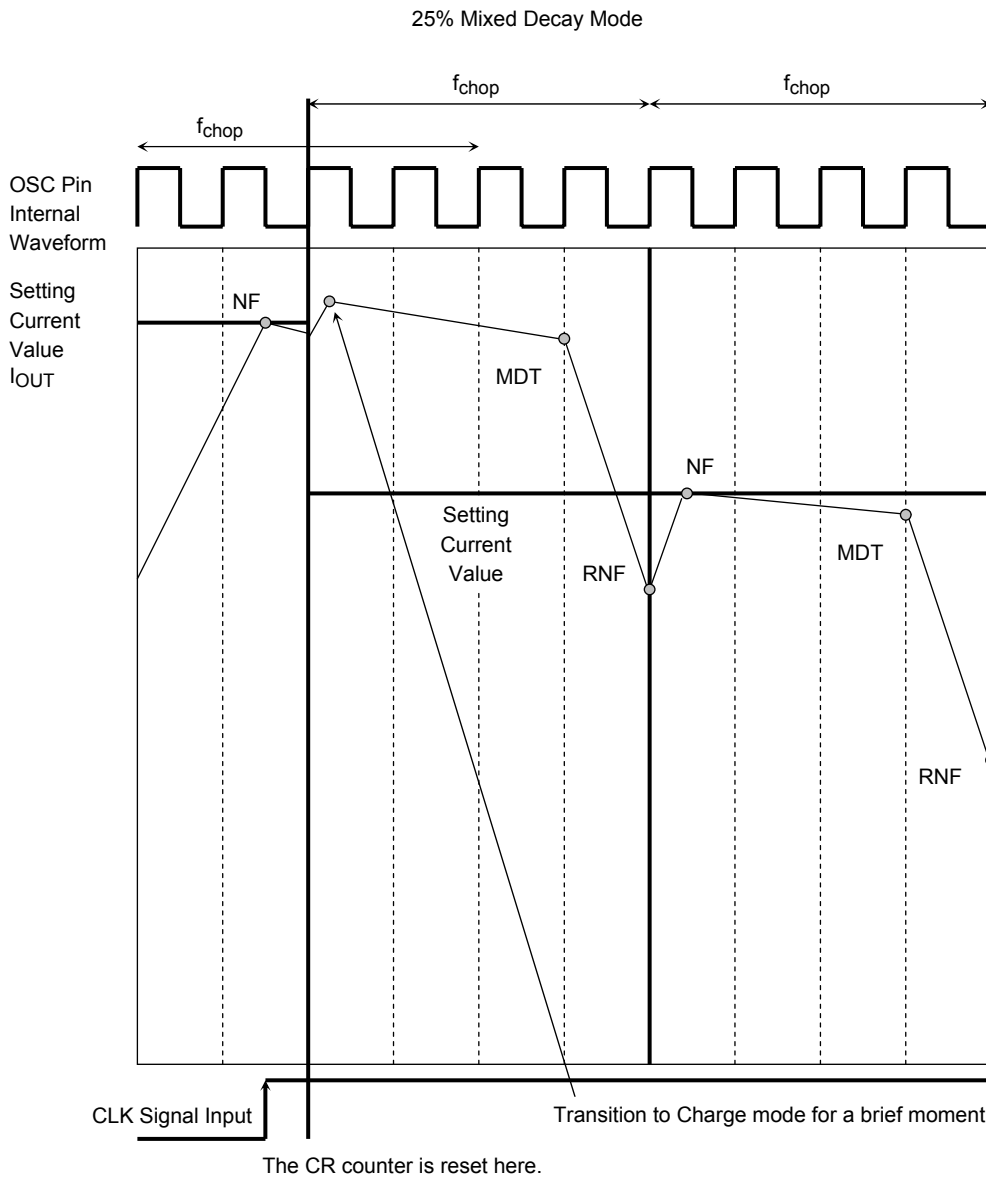 25% Mixed Decay Mode
fchop
fchop
fchop
OSC Pin
Internal
Waveform
Setting
Current
Value
IOUT
NF
MDT
NF
Setting
Current
Value
RNF
MDT
RNF
CLK Signal Input
Transition to Charge mode for a brief moment
The CR counter is reset here.